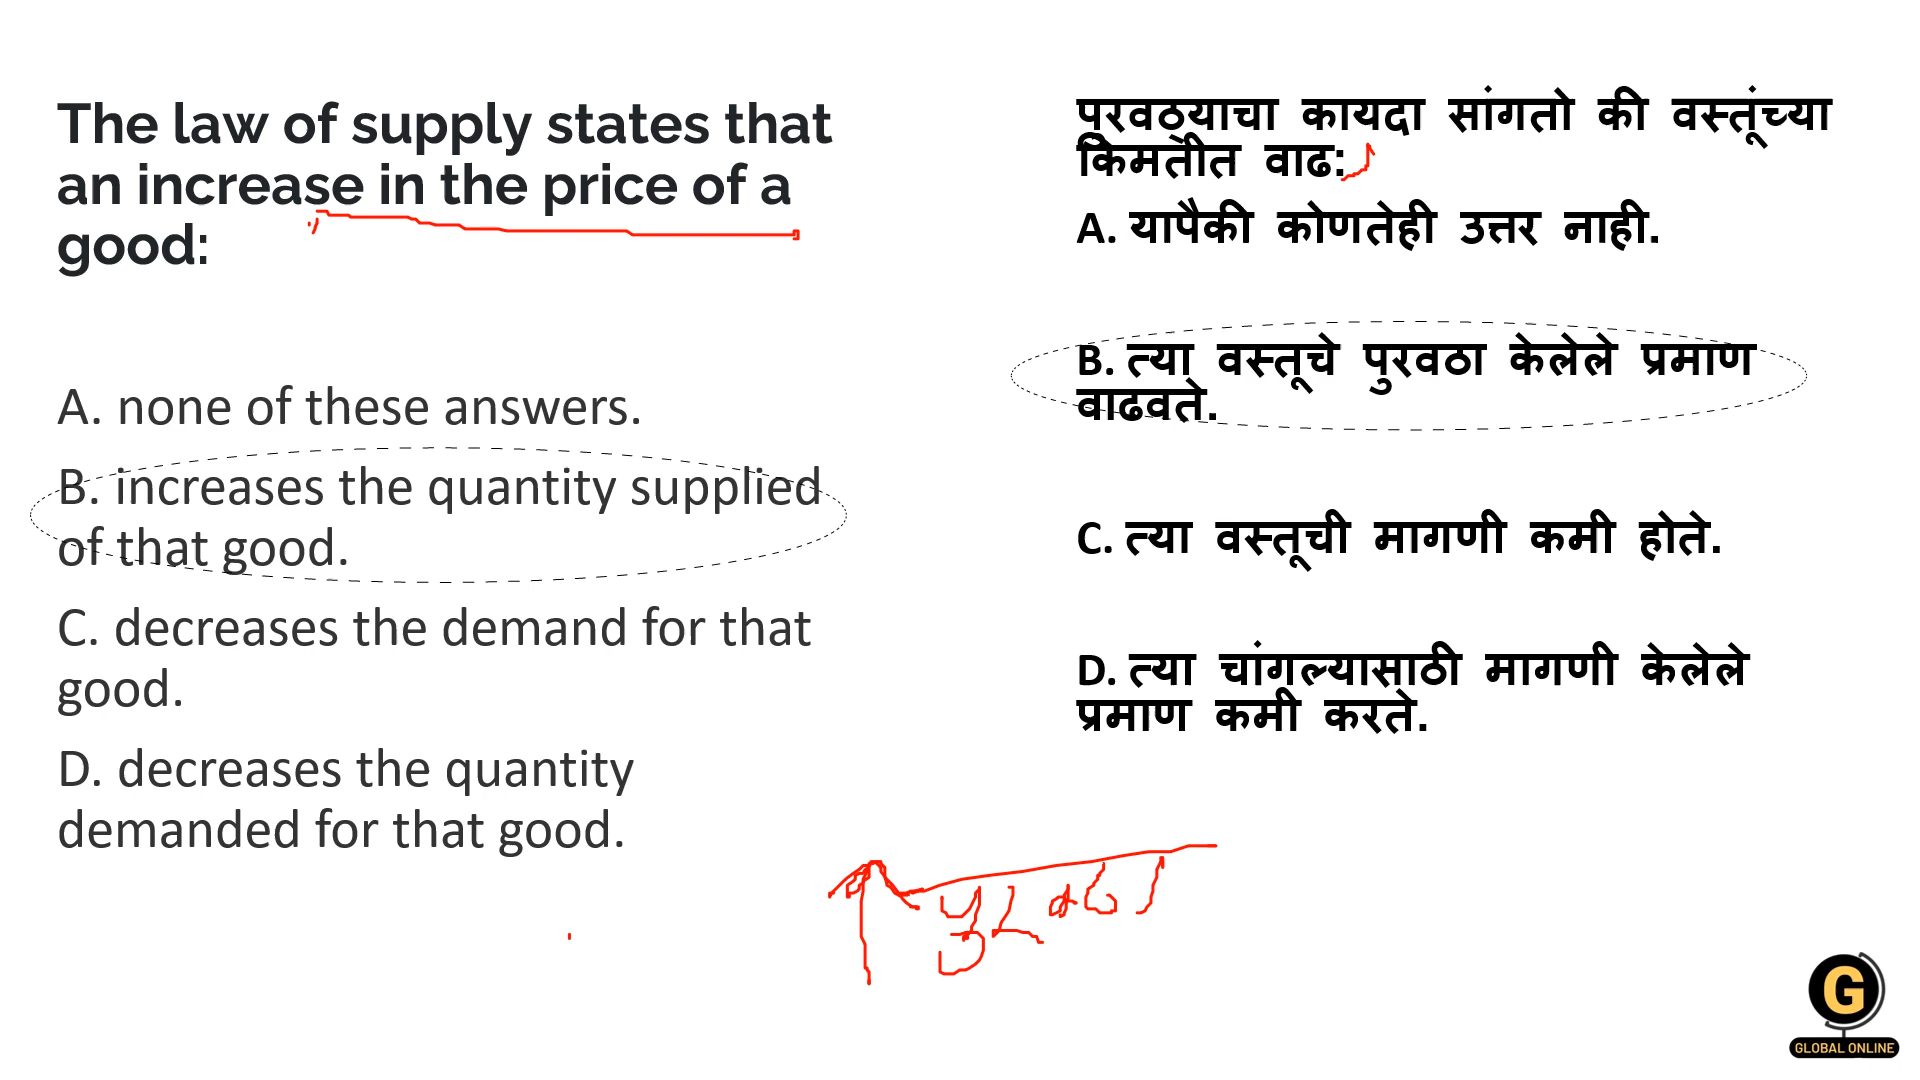 The law of supply states that
an increase in the price of a
good:
A. none of these answers.
B. increases the quantity supplied
of that good.
C. decreases the demand for that
good.
D. decreases the quantity
demanded for that good.
पुरवठ्याचा कायदा सांगतो की वस्तूंच्या
किमतीत वाढ:
A. यापैकी कोणतेही उत्तर नाही.
B. त्या वस्तूचे पुरवठा केलेले प्रमाण
वाढवते.
C. त्या वस्तूची मागणी कमी होते.
D. त्या चांगल्यासाठी मागणी केलेले
प्रमाण कमी करते.
G
GLOBAL ONLINE